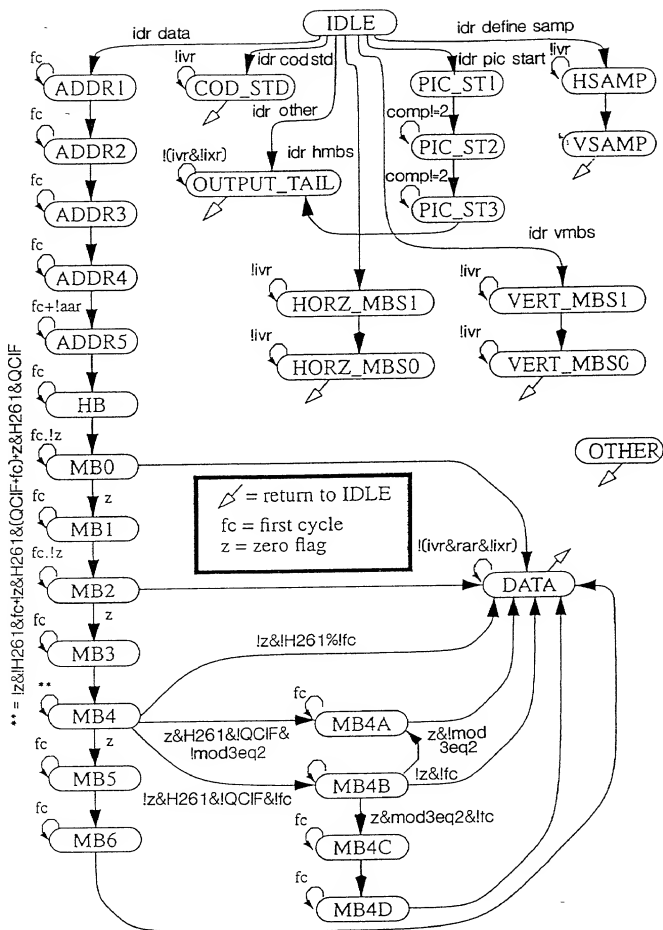 IDLE
idr data
idr define samp
!ivr
idr cod std
idr pic start
!ivr
fc
ADDR1
COD_STD
PIC_ST1
HSAMP
idr other
comp!=2
fc
ADDR2
PIC_ST2
VSAMP
!(ivr&!ixr)
idr hmbs
comp!=2
OUTPUT_TAIL
fc
ADDR3
PIC_ST3
idr vmbs
fc
ADDR4
!ivr
HORZ_MBS1
!ivr
VERT_MBS1
fc+!aar
ADDR5
!ivr
HORZ_MBS0
!ivr
VERT_MBS0
fc
HB
OTHER
fc.!z
MB0
z
= return to IDLE
fc = first cycle
z = zero flag
fc
MB1
!(ivr&rar&!ixr)
DATA
fc.!z
MB2
z
fc
MB3
!z&!H261%!fc
**
MB4
z
z&H261&!QCIF&
!mod3eq2
fc
MB4A
z&!mod
3eq2
fc
MB5
!z&H261&!QCIF&!fc
MB4B
!z&!fc
z&mod3eq2&!fc
fc
MB6
fc
MB4C
fc
MB4D
** = !z&!H261&fc+!z&H261&(QCIF+fc)+z&H261&QCIF